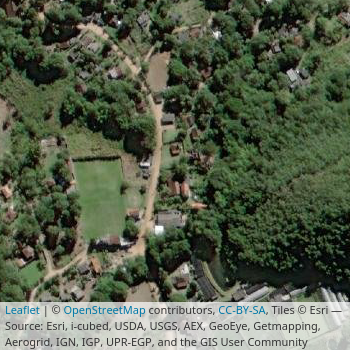 Leaflet | © OpenStreetMap contributors, CC-BY-SA, Tiles © Esri —
Source: Esri, i-cubed, USDA, USGS, AEX, GeoEye, Getmapping,
Aerogrid, IGN, IGP, UPR-EGP, and the GIS User Community